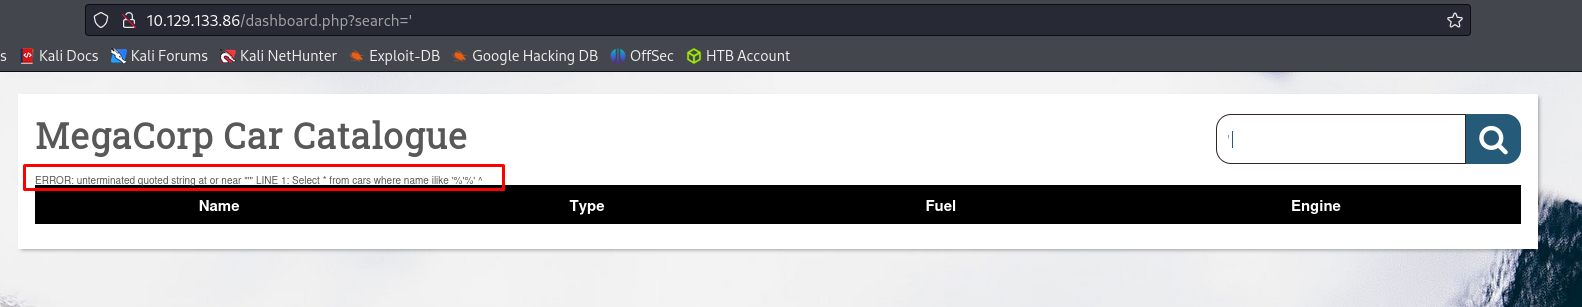 10.129.133.86/dashboard.php?search='
s Kali Docs Kali Forums Kali NetHunter Exploit-DB Google Hacking DB OffSec HTB Account
MegaCorp Car Catalogue
'
ERROR: unterminated quoted string at or near "'" LINE 1: Select * from cars where name ilike '%'%' ^
Name Type Fuel Engine